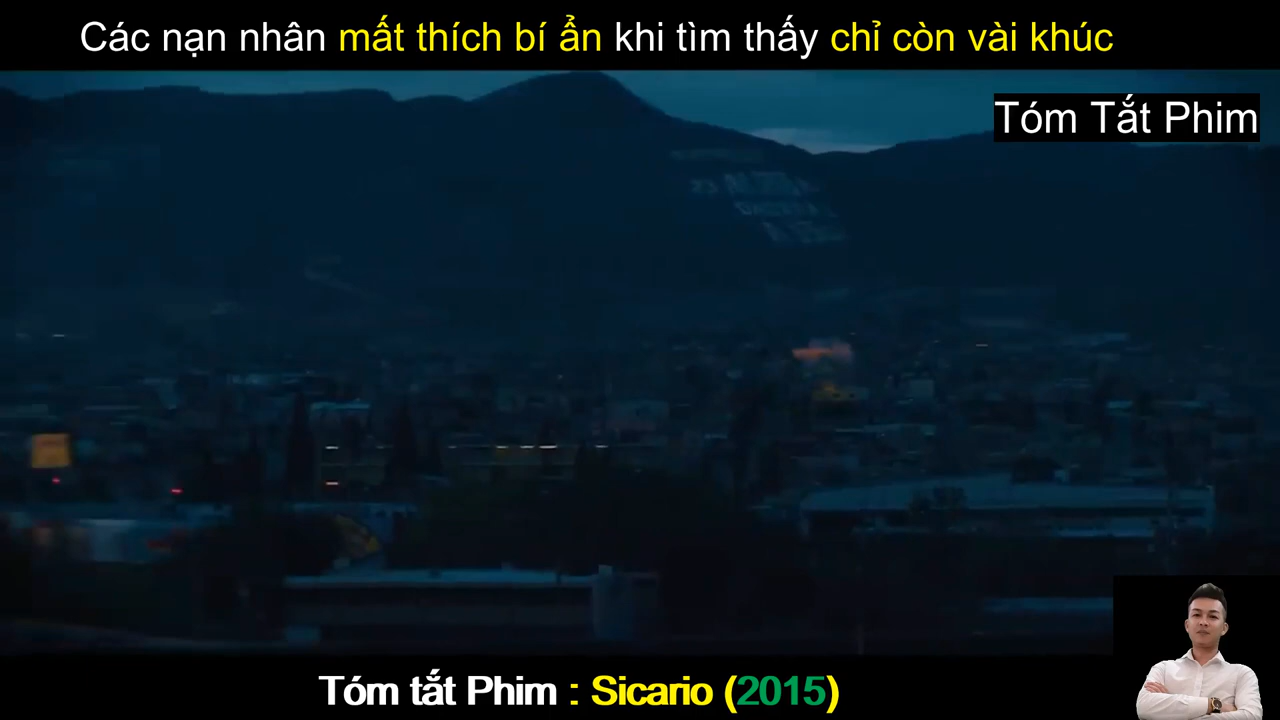 Các nạn nhân mất thích bí ẩn khi tìm thấy chỉ còn vài khúc
Tóm Tắt Phim
Tóm tắt Phim : Sicario (2015)